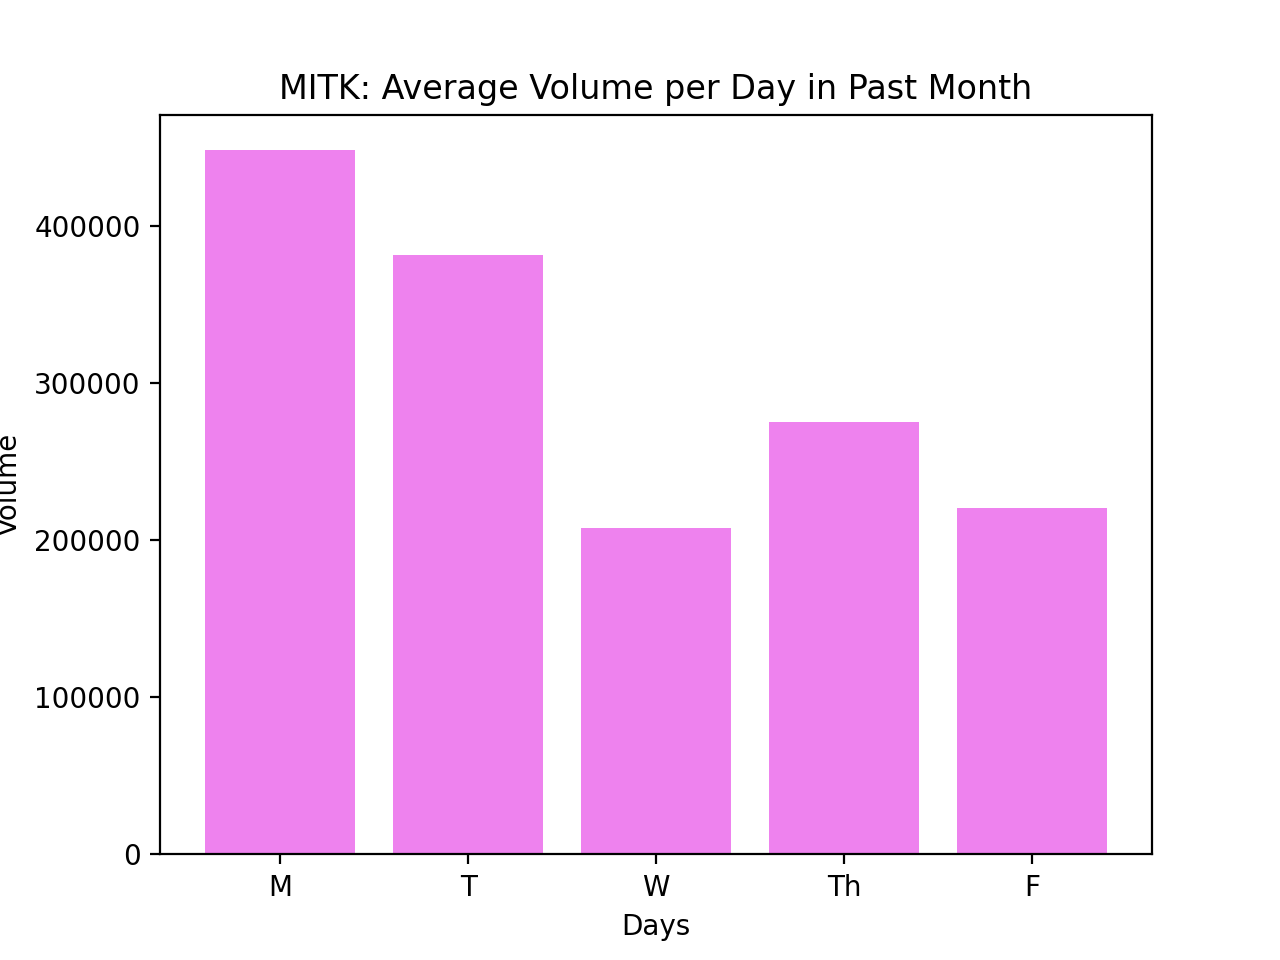 MITK: Average Volume per Day in Past Month
Volume
400000
300000
200000
100000
0
M T W Th F
Days